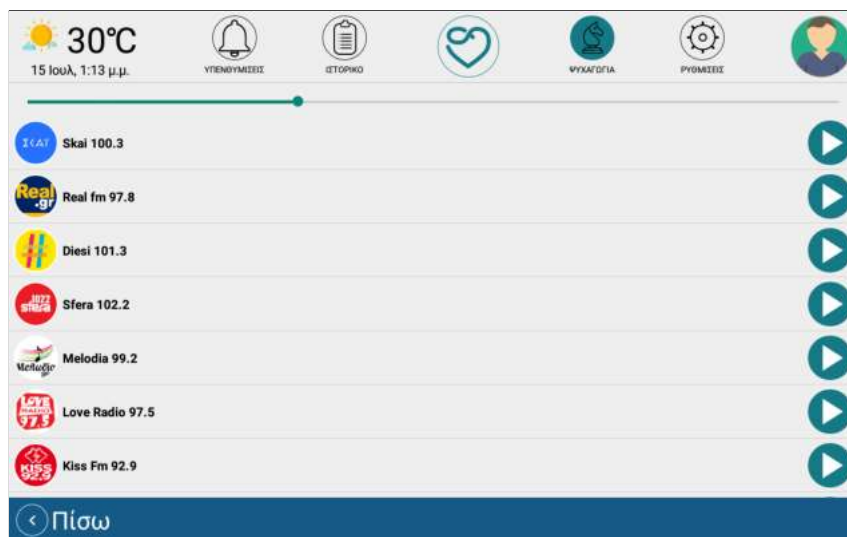 30°C
15 Ιουλ, 1:13 μ.μ.
ΥΠΕΝΘΥΜΙΣΕΙΣ
ΙΣΤΟΡΙΚΟ
ΨΥΧΑΓΩΓΙΑ
ΡΥΘΜΙΣΕΙΣ
ΣΚΑΪ
Skai 100.3
Real
.gr
Real fm 97.8
Diesi 101.3
1022
sfera
Sfera 102.2
Μελωδία
Melodia 99.2
LOVE
RADIO
97.5
Love Radio 97.5
KISS
92.9
Kiss Fm 92.9
Πίσω